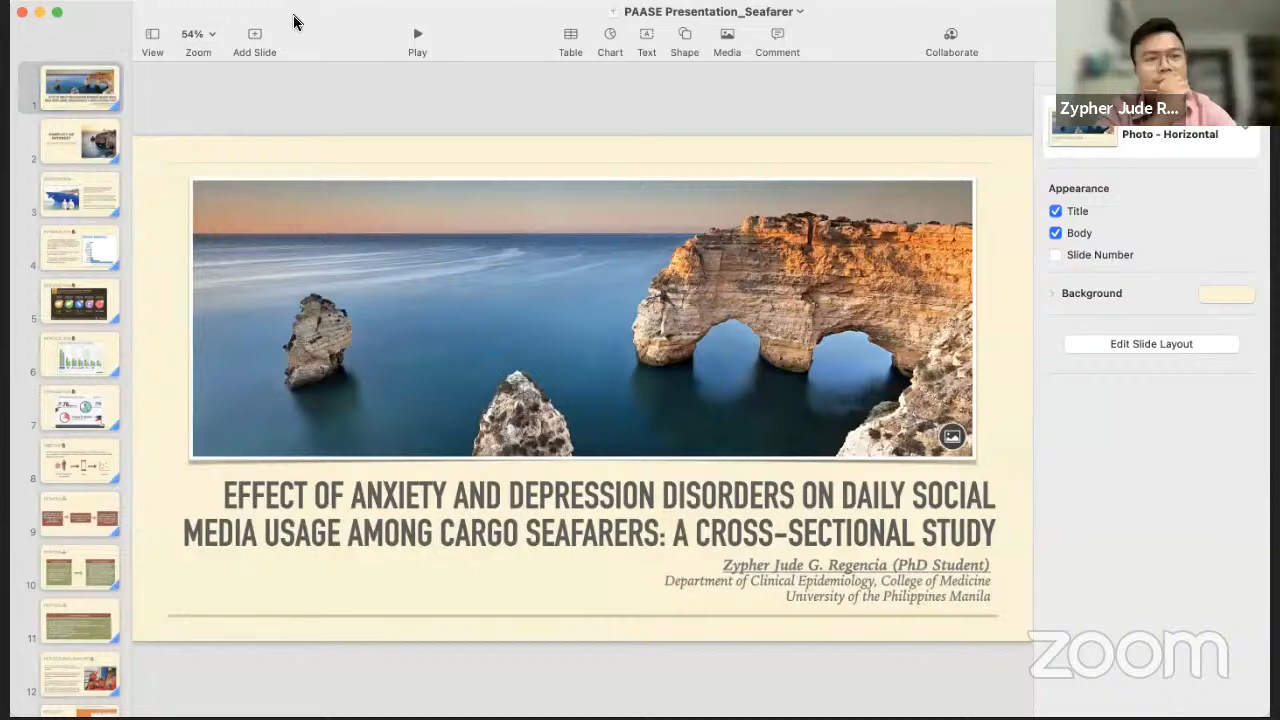 PAASE Presentation_Seafarer
54%
View
Zoom
Add Slide
Play
Table
Chart
Text
Shape
Media
Comment
Collaborate
Zypher Jude R...
Photo - Horizontal
Appearance
Title
Body
Slide Number
Background
Edit Slide Layout
1
2
3
4
5
6
7
8
9
10
11
12
EFFECT OF ANXIETY AND DEPRESSION DISORDERS ON DAILY SOCIAL
MEDIA USAGE AMONG CARGO SEAFARERS: A CROSS-SECTIONAL STUDY
Zypher Jude G. Regencia (PhD Student)
Department of Clinical Epidemiology, College of Medicine
University of the Philippines Manila
zoom